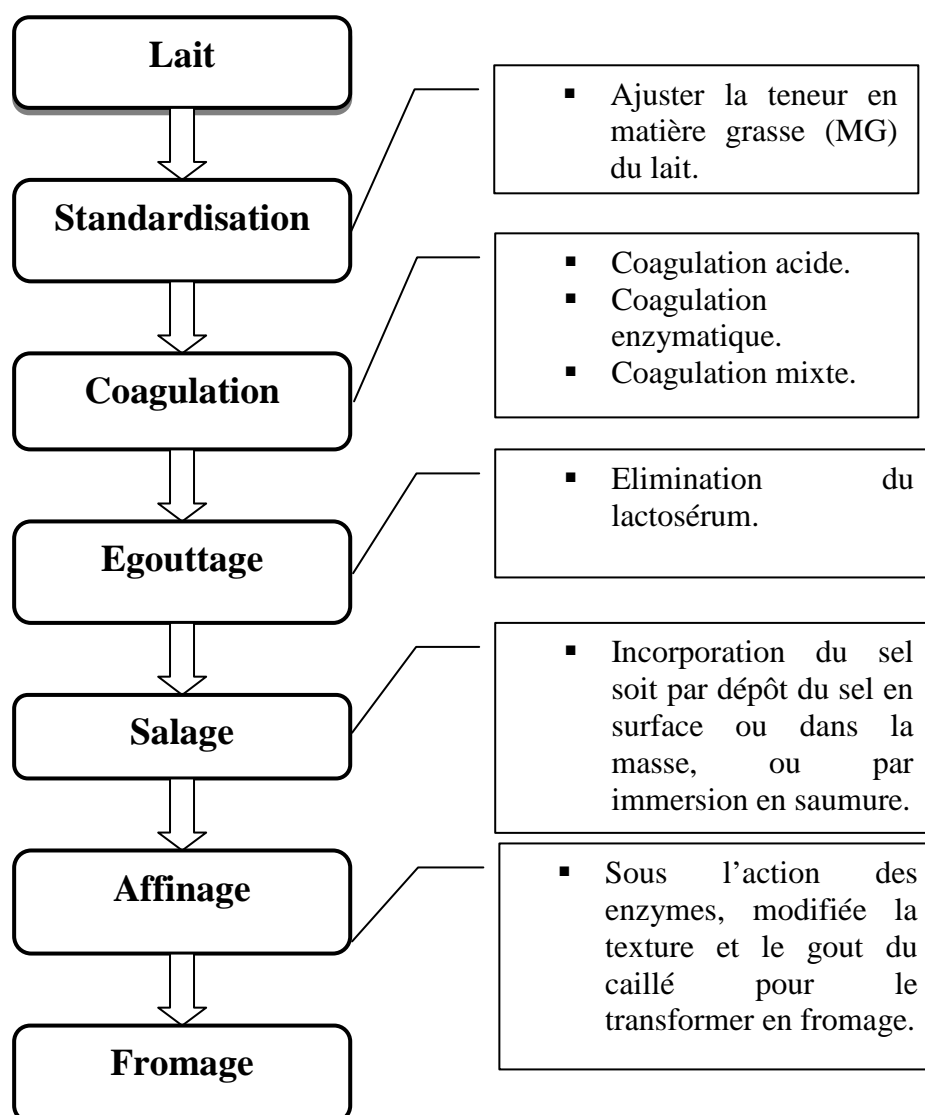 Lait
▪ Ajuster la teneur en
matière grasse (MG)
du lait.
Standardisation
▪ Coagulation acide.
▪ Coagulation
enzymatique.
▪ Coagulation mixte.
Coagulation
▪ Elimination du
lactosérum.
Egouttage
▪ Incorporation du sel
soit par dépôt du sel en
surface ou dans la
masse, ou par
immersion en saumure.
Salage
▪ Sous l’action des
enzymes, modifiée la
texture et le gout du
caillé pour le
transformer en fromage.
Affinage
Fromage